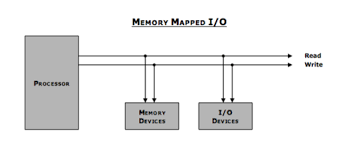 MEMORY MAPPED I/O
Read
Write
PROCESSOR
MEMORY
DEVICES
I/O
DEVICES